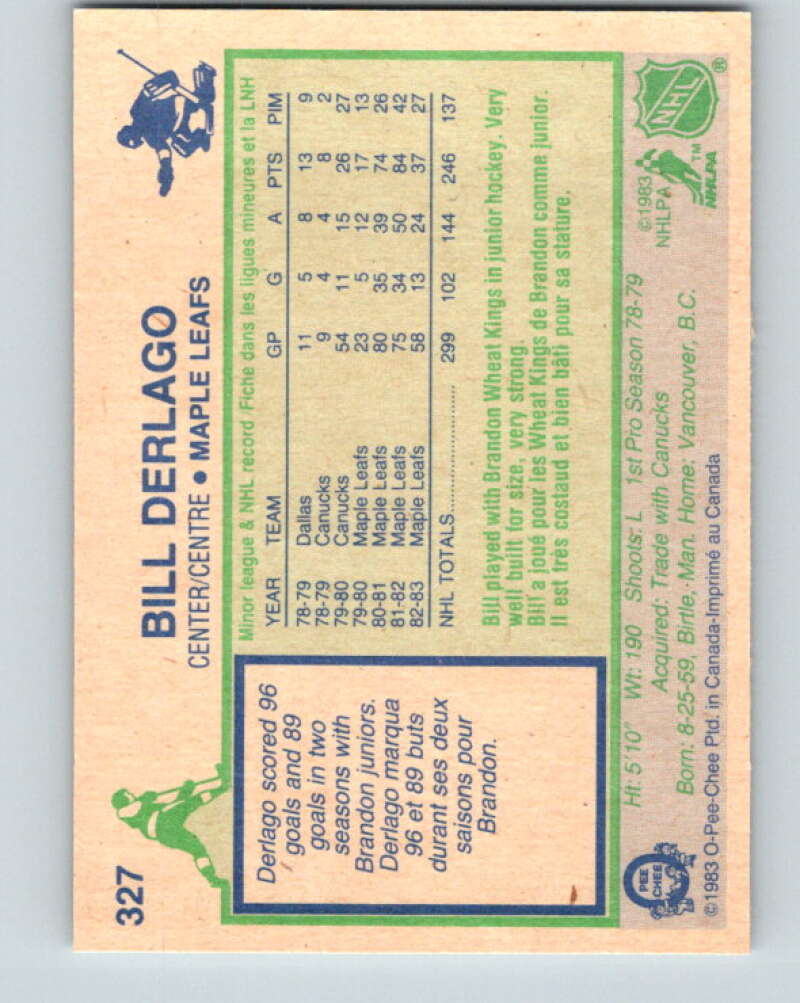 327
BILL DERLAGO
CENTER/CENTRE • MAPLE LEAFS
Derlago scored 96
goals and 89
goals in two
seasons with
Brandon juniors.
Derlago marqua
96 et 89 buts
durant ses deux
saisons pour
Brandon.
Minor league & NHL record / Fiche dans les ligues mineures et la LNH
YEAR TEAM GP G A PTS PIM
78-79 Dallas 11 5 8 13 9
78-79 Canucks 9 4 4 8 2
79-80 Canucks 54 11 15 26 27
79-80 Maple Leafs 23 5 12 17 13
80-81 Maple Leafs 80 35 39 74 26
81-82 Maple Leafs 75 34 50 84 42
82-83 Maple Leafs 58 13 24 37 27
NHL TOTALS 299 102 144 246 137
Bill played with Brandon Wheat Kings in junior hockey. Very
well built for size, very strong.
Bill a joué pour les Wheat Kings de Brandon comme junior.
Il est très costaud et bien bâti pour sa stature.
Ht: 5'10" Wt: 190 Shoots: L 1st Pro Season 78-79
Acquired: Trade with Canucks
Born: 8-25-59, Birtle, Man. Home: Vancouver, B.C.
©1983 O-Pee-Chee Ptd. in Canada-Imprimé au Canada
O
PEE
CHEE
©1983
NHLPA
NHL ®
TM
NHLPA